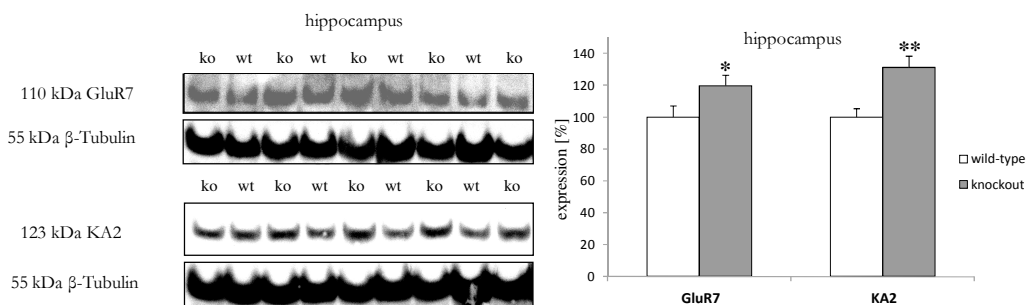 hippocampus
ko wt ko wt ko wt ko wt ko
110 kDa GluR7
55 kDa β-Tubulin
ko wt ko wt ko wt ko wt ko
123 kDa KA2
55 kDa β-Tubulin
hippocampus
expression [%]
140
120
100
80
60
40
20
0
*
**
GluR7 KA2
wild-type
knockout